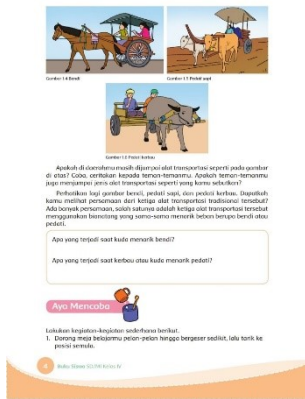 Gambar 1.4 Bendi
Gambar 1.5 Pedati sapi
Gambar 1.6 Pedati kerbau
Apakah di daerahmu masih dijumpai alat transportasi seperti pada gambar
di atas? Coba, ceritakan kepada teman-temanmu. Apakah teman-temanmu
juga menjumpai jenis alat transportasi seperti yang kamu sebutkan?
Perhatikan lagi gambar bendi, pedati sapi, dan pedati kerbau. Dapatkah
kamu melihat persamaan dari ketiga alat transportasi tradisional tersebut?
Ada banyak persamaan, salah satunya adalah ketiga alat transportasi tersebut
menggunakan binatang yang sama-sama menarik beban berupa bendi atau
pedati.
Apa yang terjadi saat kuda menarik bendi?
Apa yang terjadi saat kerbau atau kuda menarik pedati?
Ayo Mencoba
Lakukan kegiatan-kegiatan sederhana berikut.
1. Dorong meja belajarmu pelan-pelan hingga bergeser sedikit, lalu tarik ke
posisi semula.
4 Buku Siswa SD/MI Kelas IV